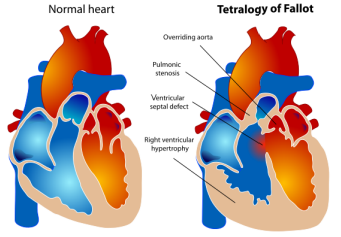 Normal heart
Tetralogy of Fallot
Overriding aorta
Pulmonic
stenosis
Ventricular
septal defect
Right ventricular
hypertrophy